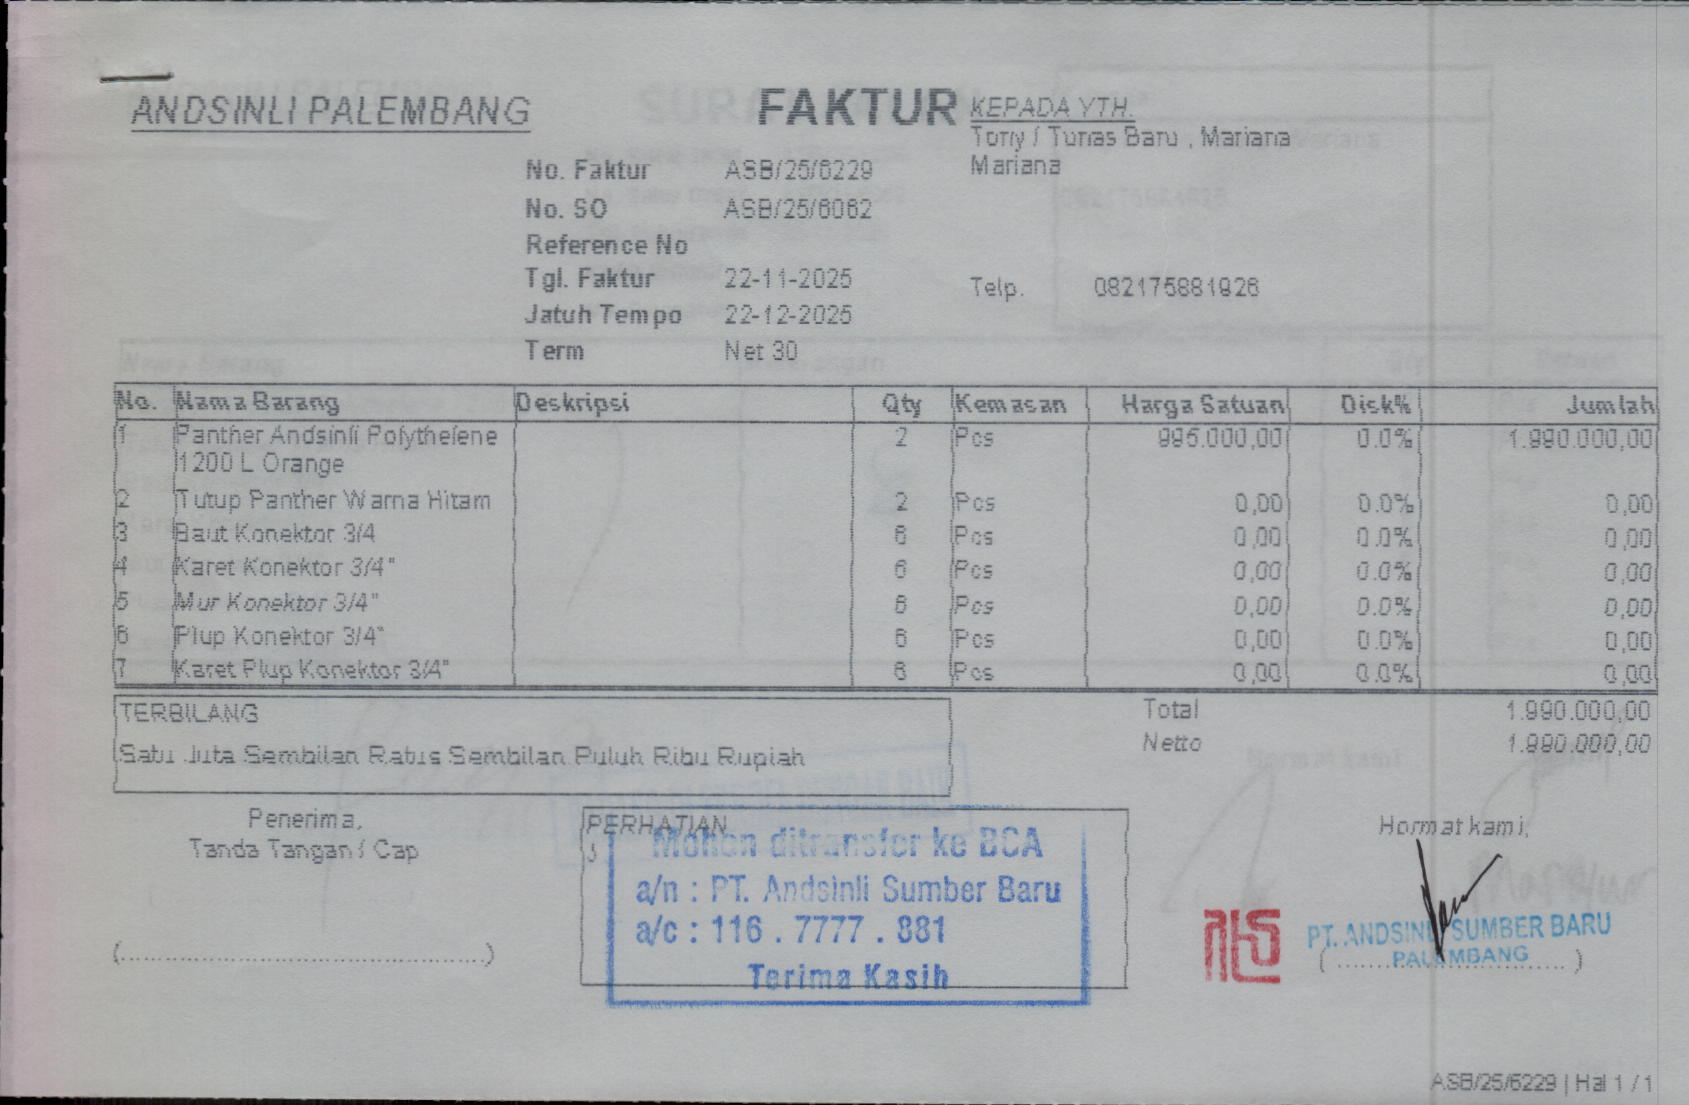 ANDSINLI PALEMBANG
FAKTUR
KEPADA YTH.
Tony / Tunas Baru , Mariana
Mariana
No. Faktur ASB/25/6229
No. SO ASB/25/6062
Reference No
Tgl. Faktur 22-11-2025
Telp. 082175881926
Jatuh Tempo 22-12-2025
Term Net 30
No. Nama Barang Deskripsi Qty Kemasan Harga Satuan Disk% Jumlah
1 Panther Andsinli Polythelene 2 Pcs 995.000,00 0.0% 1.990.000,00
1200 L Orange
2 Tutup Panther Warna Hitam 2 Pcs 0,00 0.0% 0,00
3 Baut Konektor 3/4 6 Pcs 0,00 0.0% 0,00
4 Karet Konektor 3/4" 6 Pcs 0,00 0.0% 0,00
5 Mur Konektor 3/4" 6 Pcs 0,00 0.0% 0,00
6 Plup Konektor 3/4" 6 Pcs 0,00 0.0% 0,00
7 Karet Plup Konektor 3/4" 6 Pcs 0,00 0.0% 0,00
TERBILANG
Satu Juta Sembilan Ratus Sembilan Puluh Ribu Rupiah
Total 1.990.000,00
Netto 1.990.000,00
Penerima,
Tanda Tangan / Cap
(..........................................)
PERHATIAN
Mohon ditransfer ke BCA
a/n : PT. Andsinli Sumber Baru
a/c : 116 . 7777 . 881
Terima Kasih
Hormat kami,
PT. ANDSINLI SUMBER BARU
PALEMBANG
(..............................)
ASB/25/6229 | Hal 1 / 1